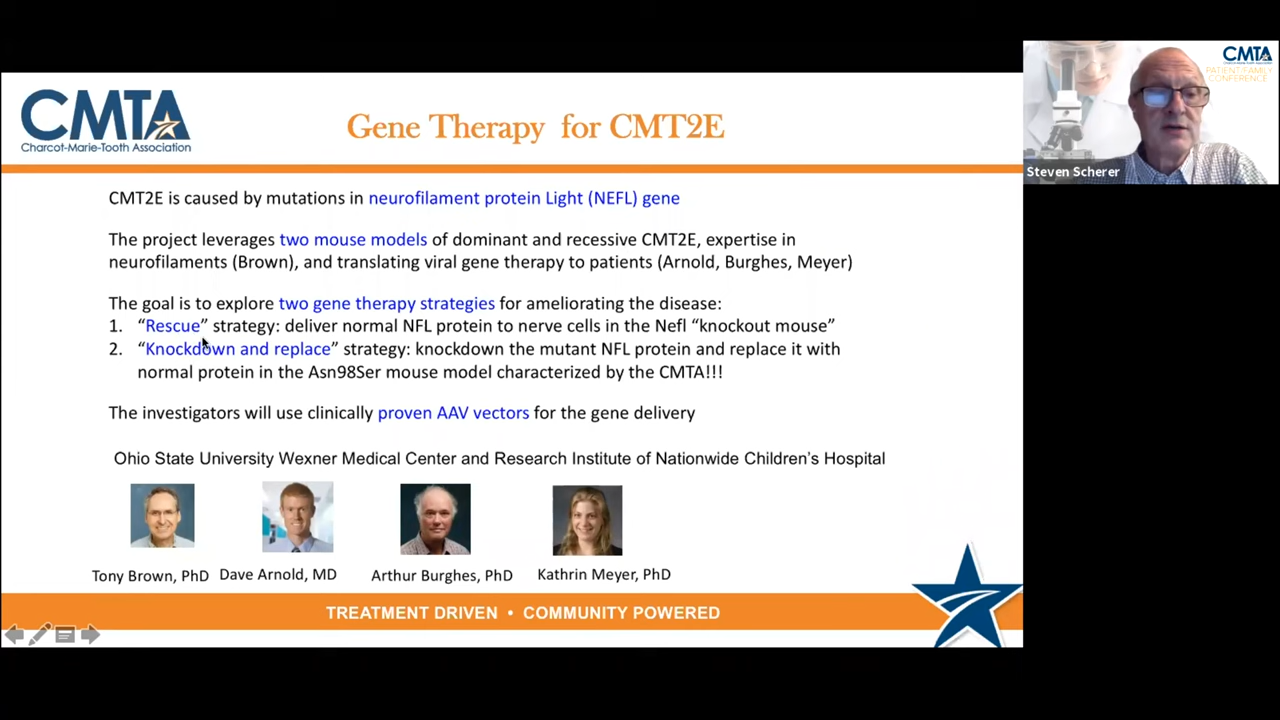 CMTA
Charcot-Marie-Tooth Association
Gene Therapy for CMT2E
CMT2E is caused by mutations in neurofilament protein Light (NEFL) gene
The project leverages two mouse models of dominant and recessive CMT2E, expertise in
neurofilaments (Brown), and translating viral gene therapy to patients (Arnold, Burghes, Meyer)
The goal is to explore two gene therapy strategies for ameliorating the disease:
1. “Rescue” strategy: deliver normal NFL protein to nerve cells in the Nefl “knockout mouse”
2. “Knockdown and replace” strategy: knockdown the mutant NFL protein and replace it with
normal protein in the Asn98Ser mouse model characterized by the CMTA!!!
The investigators will use clinically proven AAV vectors for the gene delivery
Ohio State University Wexner Medical Center and Research Institute of Nationwide Children’s Hospital
Tony Brown, PhD Dave Arnold, MD Arthur Burghes, PhD Kathrin Meyer, PhD
TREATMENT DRIVEN • COMMUNITY POWERED
CMTA
PATIENT/FAMILY
CONFERENCE
Steven Scherer